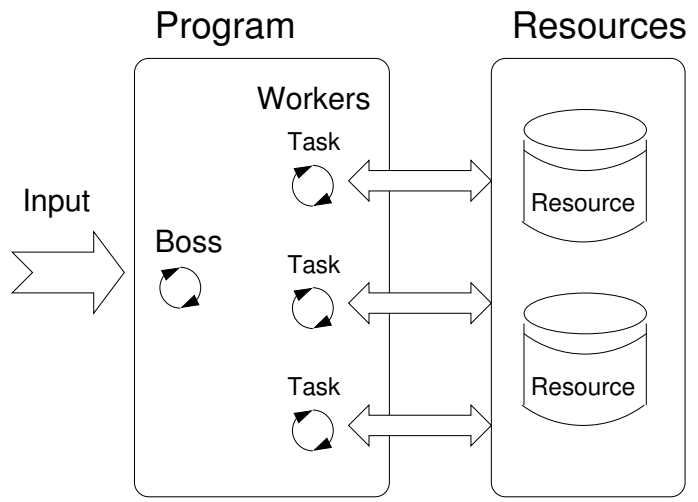 Program
Resources
Workers
Task
Input
Boss
Task
Task
Resource
Resource